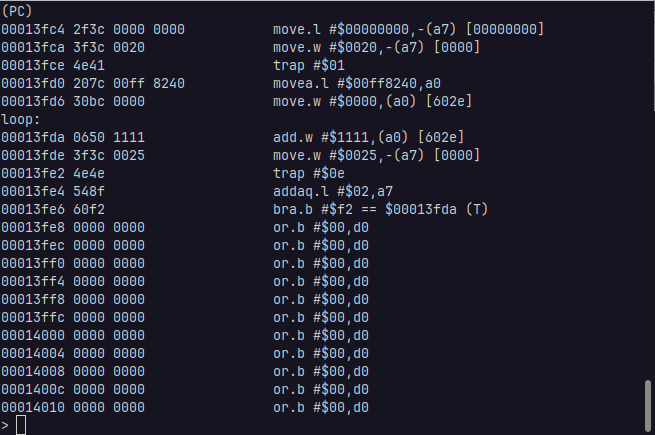 (PC)
00013fc4 2f3c 0000 0000 move.l #$00000000,-(a7) [00000000]
00013fca 3f3c 0020 move.w #$0020,-(a7) [0000]
00013fce 4e41 trap #$01
00013fd0 207c 00ff 8240 movea.l #$00ff8240,a0
00013fd6 30bc 0000 move.w #$0000,(a0) [602e]
loop:
00013fda 0650 1111 add.w #$1111,(a0) [602e]
00013fde 3f3c 0025 move.w #$0025,-(a7) [0000]
00013fe2 4e4e trap #$0e
00013fe4 548f addaq.l #$02,a7
00013fe6 60f2 bra.b #$f2 == $00013fda (T)
00013fe8 0000 0000 or.b #$00,d0
00013fec 0000 0000 or.b #$00,d0
00013ff0 0000 0000 or.b #$00,d0
00013ff4 0000 0000 or.b #$00,d0
00013ff8 0000 0000 or.b #$00,d0
00013ffc 0000 0000 or.b #$00,d0
00014000 0000 0000 or.b #$00,d0
00014004 0000 0000 or.b #$00,d0
00014008 0000 0000 or.b #$00,d0
0001400c 0000 0000 or.b #$00,d0
00014010 0000 0000 or.b #$00,d0
>